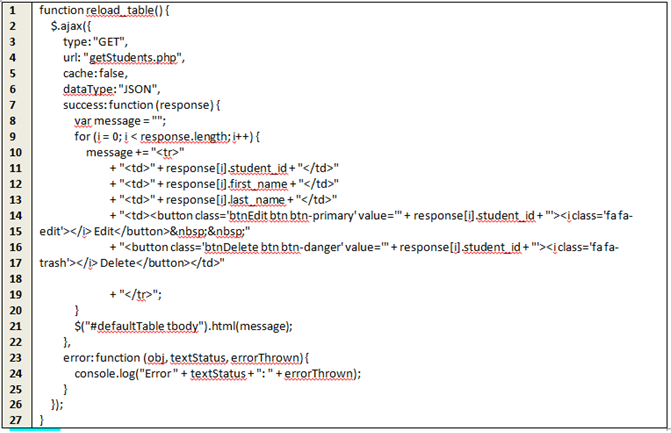 1 function reload_table() {
2 $.ajax({
3 type: "GET",
4 url: "getStudents.php",
5 cache: false,
6 dataType: "JSON",
7 success: function (response) {
8 var message = "";
9 for (i = 0; i < response.length; i++) {
10 message += "<tr>"
11 + "<td>" + response[i].student_id + "</td>"
12 + "<td>" + response[i].first_name + "</td>"
13 + "<td>" + response[i].last_name + "</td>"
14 + "<td><button class='btnEdit btn btn-primary' value='" + response[i].student_id + "'><i class='fa fa-
15 edit'></i> Edit</button>&nbsp;&nbsp;"
16 + "<button class='btnDelete btn btn-danger' value='" + response[i].student_id + "'><i class='fa fa-
17 trash'></i> Delete</button></td>"
18
19 + "</tr>";
20 }
21 $("#defaultTable tbody").html(message);
22 },
23 error: function (obj, textStatus, errorThrown) {
24 console.log("Error " + textStatus + ": " + errorThrown);
25 }
26 });
27 }